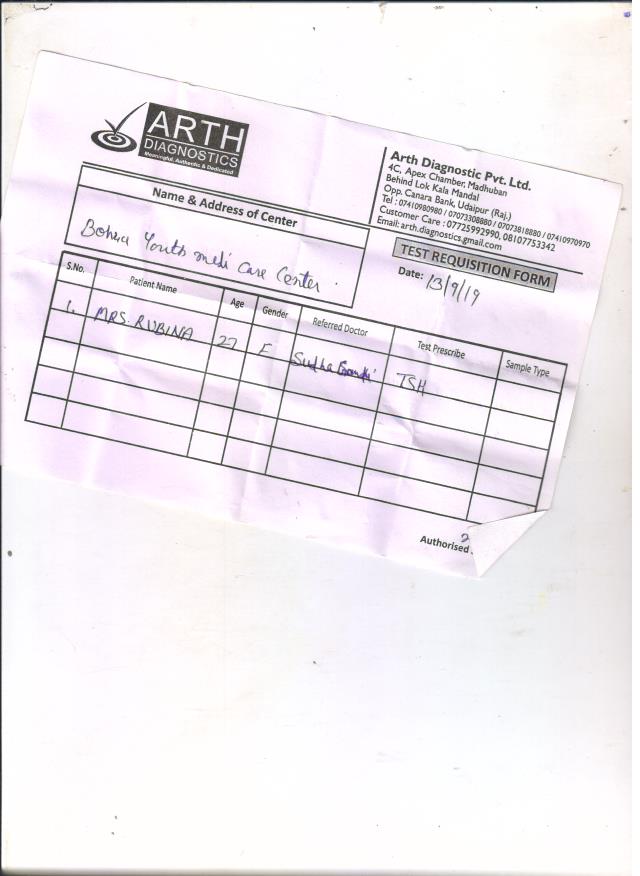 ARTH
DIAGNOSTICS
Meaningful, Authentic & Dedicated
Arth Diagnostic Pvt. Ltd.
4C, Apex Chamber, Madhuban
Behind Lok Kala Mandal
Opp. Canara Bank, Udaipur (Raj.)
Tel : 07410980980 / 07073308880 / 07073818880 / 07410970970
Customer Care : 07725992990, 08107753342
Email: arth.diagnostics.gmail.com
Name & Address of Center
Bohra Youth medi Care Center
TEST REQUISITION FORM
Date: 13/9/19
S.No. Patient Name Age Gender Referred Doctor Test Prescribe Sample Type
1. MRS. RUBINA 27 F Sudha TSH
Authorised